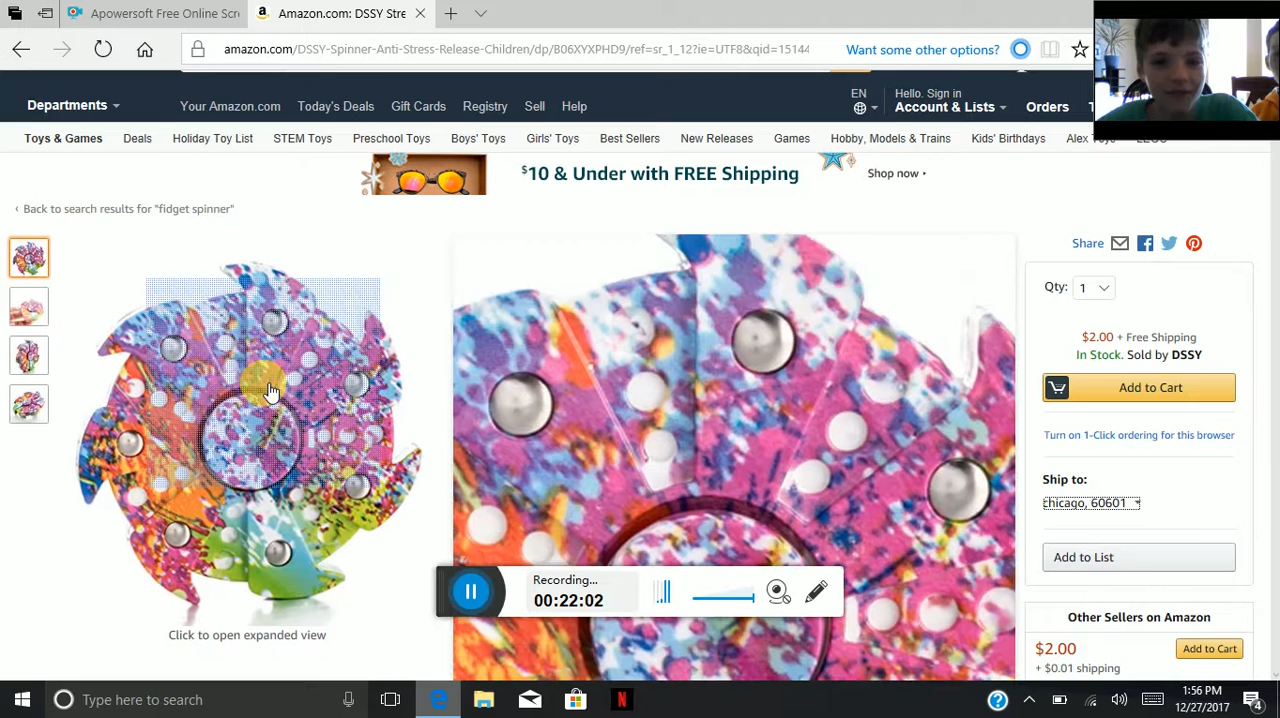 Apowersoft Free Online Scr
Amazon.com: DSSY Stre
amazon.com/DSSY-Spinner-Anti-Stress-Release-Children/dp/B06XYXPHD9/ref=sr_1_12?ie=UTF8&qid=15144
Want some other options?
Departments
Your Amazon.com
Today's Deals
Gift Cards
Registry
Sell
Help
EN
Hello. Sign in
Account & Lists
Orders
Toys & Games
Deals
Holiday Toy List
STEM Toys
Preschool Toys
Boys' Toys
Girls' Toys
Best Sellers
New Releases
Games
Hobby, Models & Trains
Kids' Birthdays
Alex
$10 & Under with FREE Shipping
Shop now
‹ Back to search results for "fidget spinner"
Share
Qty: 1
$2.00 + Free Shipping
In Stock. Sold by DSSY
Add to Cart
Turn on 1-Click ordering for this browser
Ship to:
chicago, 60601
Add to List
Recording...
00:22:02
Click to open expanded view
Other Sellers on Amazon
$2.00
Add to Cart
+ $0.01 shipping
Type here to search
1:56 PM
12/27/2017
4